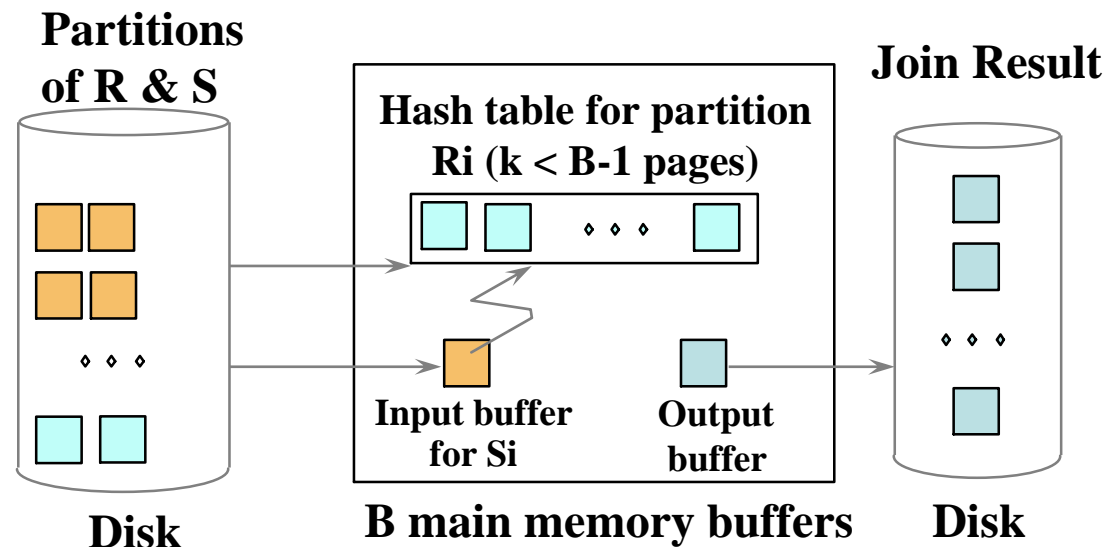 Partitions
of R & S
Join Result
Hash table for partition
Ri (k < B-1 pages)
Input buffer
for Si
Output
buffer
Disk
B main memory buffers
Disk